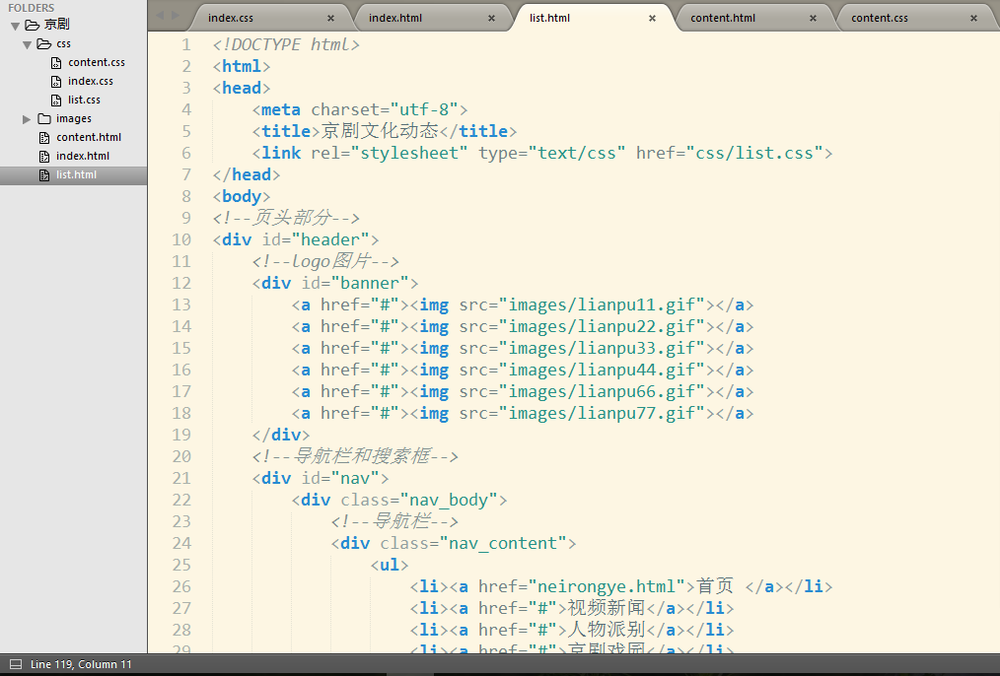 FOLDERS
京剧
css
content.css
index.css
list.css
images
content.html
index.html
list.html
index.css × index.html × list.html × content.html × content.css ×
1 <!DOCTYPE html>
2 <html>
3 <head>
4 <meta charset="utf-8">
5 <title>京剧文化动态</title>
6 <link rel="stylesheet" type="text/css" href="css/list.css">
7 </head>
8 <body>
9 <!--页头部分-->
10 <div id="header">
11 <!--logo图片-->
12 <div id="banner">
13 <a href="#"><img src="images/lianpu11.gif"></a>
14 <a href="#"><img src="images/lianpu22.gif"></a>
15 <a href="#"><img src="images/lianpu33.gif"></a>
16 <a href="#"><img src="images/lianpu44.gif"></a>
17 <a href="#"><img src="images/lianpu66.gif"></a>
18 <a href="#"><img src="images/lianpu77.gif"></a>
19 </div>
20 <!--导航栏和搜索框-->
21 <div id="nav">
22 <div class="nav_body">
23 <!--导航栏-->
24 <div class="nav_content">
25 <ul>
26 <li><a href="neirongye.html">首页 </a></li>
27 <li><a href="#">视频新闻</a></li>
28 <li><a href="#">人物派别</a></li>
29 <li><a href="#">京剧戏园</a></li>
Line 119, Column 11